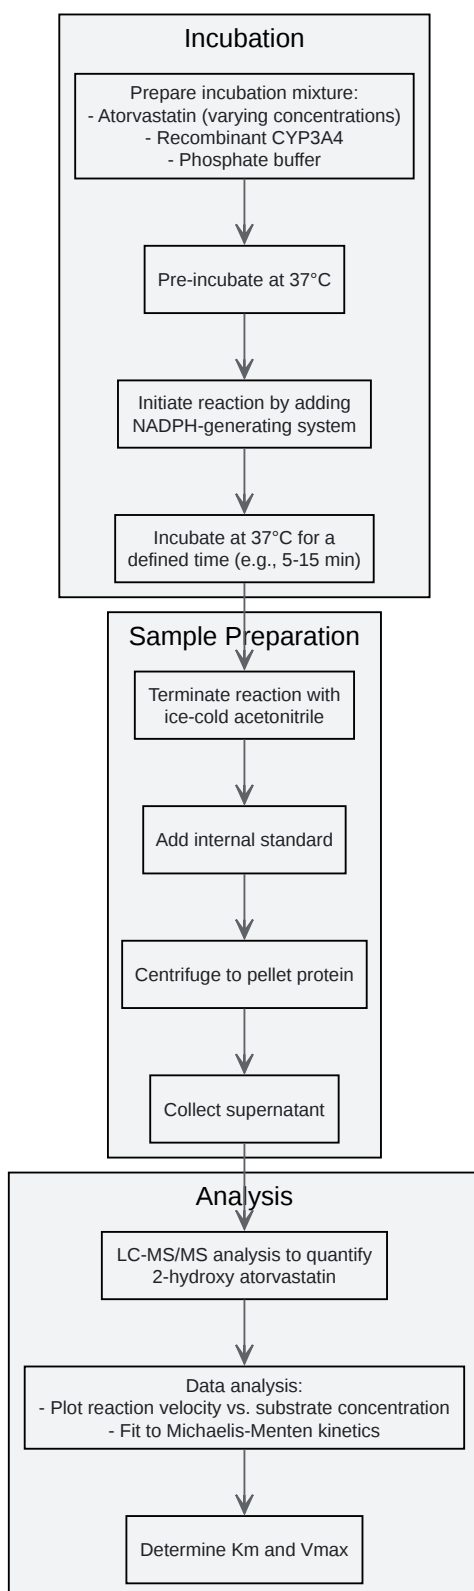 Incubation
Prepare incubation mixture:
- Atorvastatin (varying concentrations)
- Recombinant CYP3A4
- Phosphate buffer
Pre-incubate at 37°C
Initiate reaction by adding
NADPH-generating system
Incubate at 37°C for a
defined time (e.g., 5-15 min)
Sample Preparation
Terminate reaction with
ice-cold acetonitrile
Add internal standard
Centrifuge to pellet protein
Collect supernatant
Analysis
LC-MS/MS analysis to quantify
2-hydroxy atorvastatin
Data analysis:
- Plot reaction velocity vs. substrate concentration
- Fit to Michaelis-Menten kinetics
Determine Km and Vmax